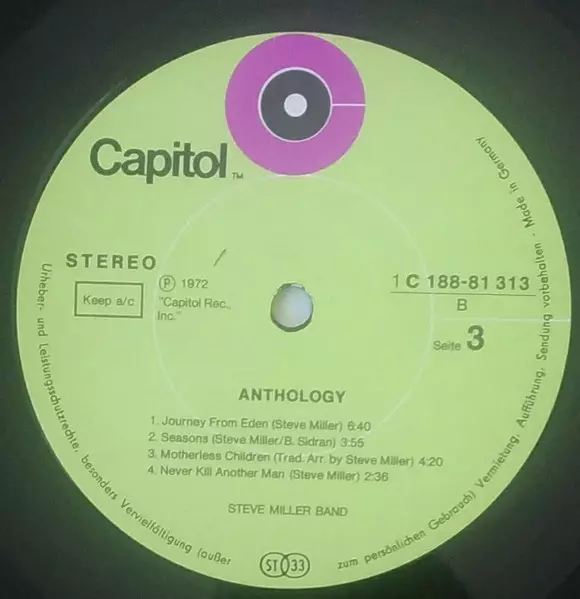 Capitol™
STEREO
Ⓟ 1972
Keep a/c
"Capitol Rec.,
Inc."
1 C 188-81 313
B
Seite 3
ANTHOLOGY
1. Journey From Eden (Steve Miller) 6:40
2. Seasons (Steve Miller/B. Sidran) 3:55
3. Motherless Children (Trad. Arr. by Steve Miller) 4:20
4. Never Kill Another Man (Steve Miller) 2:36
STEVE MILLER BAND
ST 33
Urheber- und Leistungsschutzrechte, besonders Vervielfältigung (außer zum persönlichen Gebrauch) Vermietung, Aufführung, Sendung vorbehalten · Made in Germany